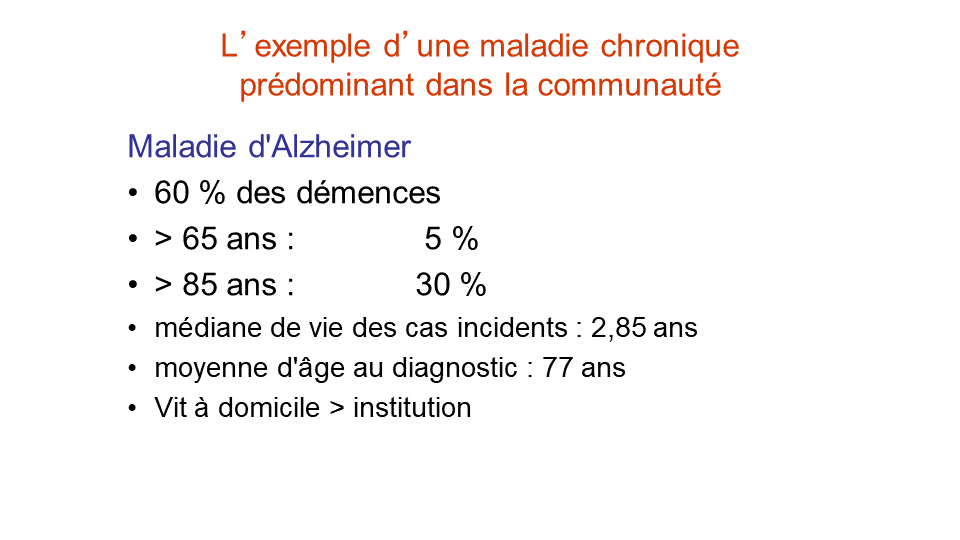 L’exemple d’une maladie chronique
prédominant dans la communauté
Maladie d'Alzheimer
• 60 % des démences
• > 65 ans : 5 %
• > 85 ans : 30 %
• médiane de vie des cas incidents : 2,85 ans
• moyenne d'âge au diagnostic : 77 ans
• Vit à domicile > institution